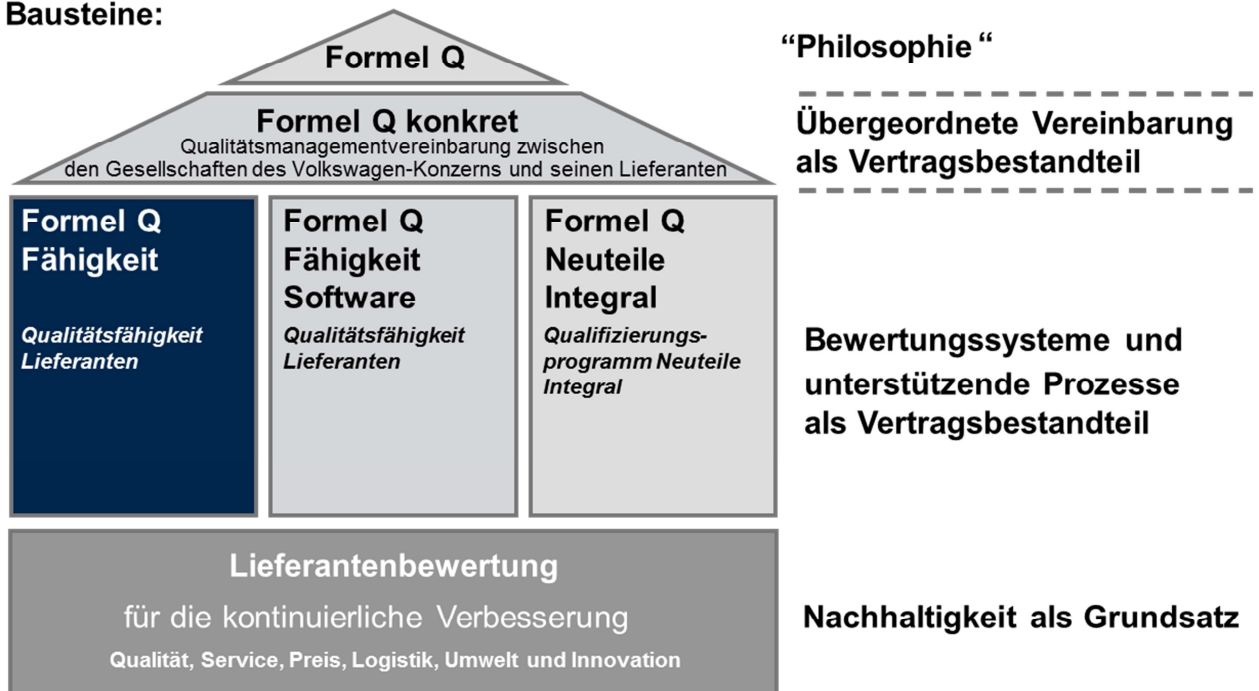 Bausteine:
Formel Q
“Philosophie “
Formel Q konkret
Qualitätsmanagementvereinbarung zwischen
den Gesellschaften des Volkswagen-Konzerns und seinen Lieferanten
Übergeordnete Vereinbarung
als Vertragsbestandteil
Formel Q
Fähigkeit
Qualitätsfähigkeit
Lieferanten
Formel Q
Fähigkeit
Software
Qualitätsfähigkeit
Lieferanten
Formel Q
Neuteile
Integral
Qualifizierungs-
programm Neuteile
Integral
Bewertungssysteme und
unterstützende Prozesse
als Vertragsbestandteil
Lieferantenbewertung
für die kontinuierliche Verbesserung
Qualität, Service, Preis, Logistik, Umwelt und Innovation
Nachhaltigkeit als Grundsatz